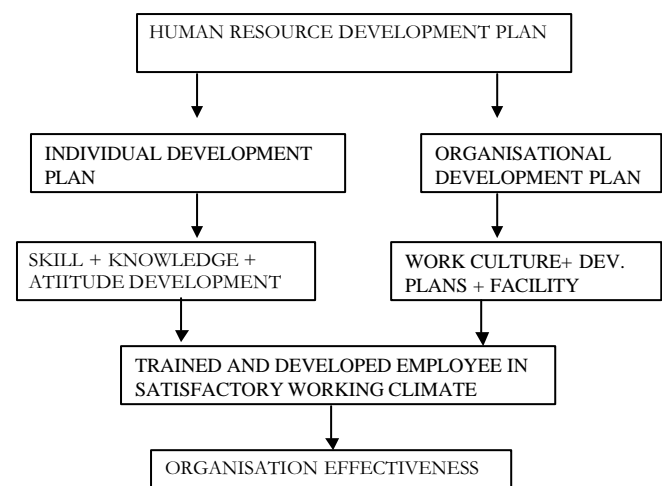 HUMAN RESOURCE DEVELOPMENT PLAN
INDIVIDUAL DEVELOPMENT
PLAN
ORGANISATIONAL
DEVELOPMENT PLAN
SKILL + KNOWLEDGE +
ATIITUDE DEVELOPMENT
WORK CULTURE+ DEV.
PLANS + FACILITY
TRAINED AND DEVELOPED EMPLOYEE IN
SATISFACTORY WORKING CLIMATE
ORGANISATION EFFECTIVENESS